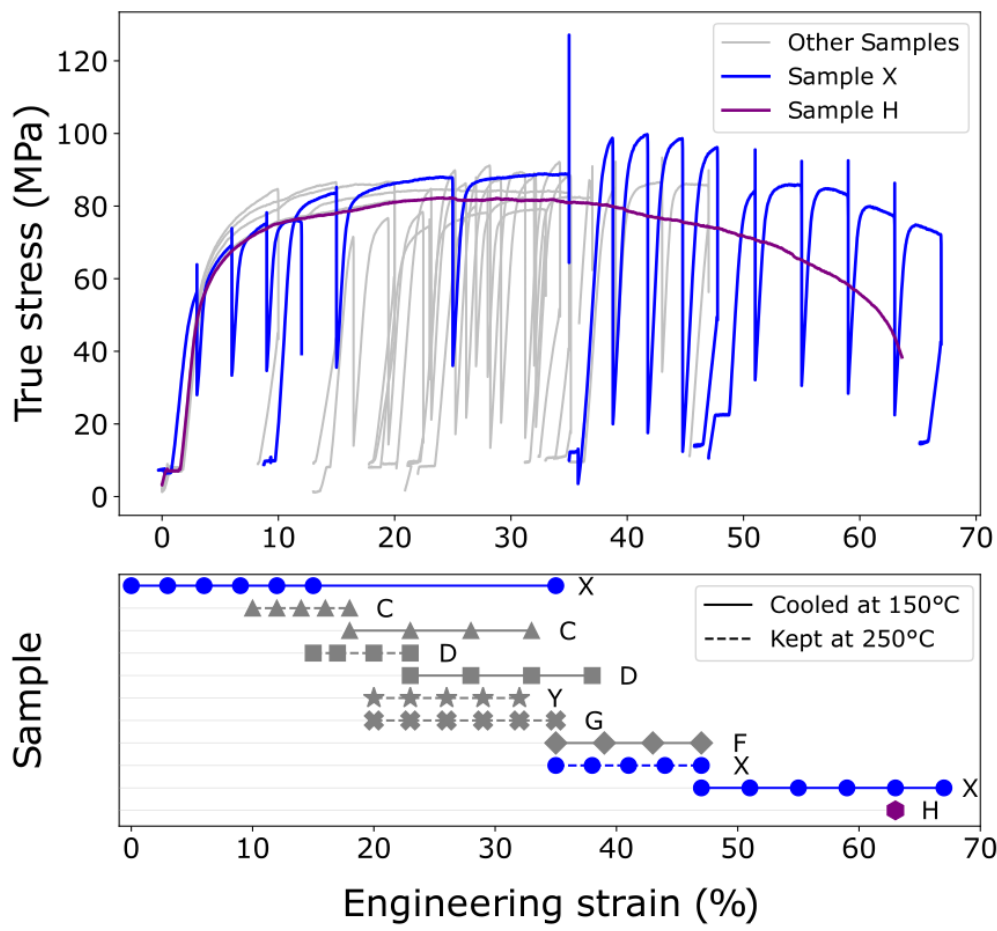 True stress (MPa)
120
100
80
60
40
20
0
Other Samples
Sample X
Sample H
0 10 20 30 40 50 60 70
Sample
X
C
C
D
D
Y
G
F
X
X
H
Cooled at 150°C
Kept at 250°C
0 10 20 30 40 50 60 70
Engineering strain (%)